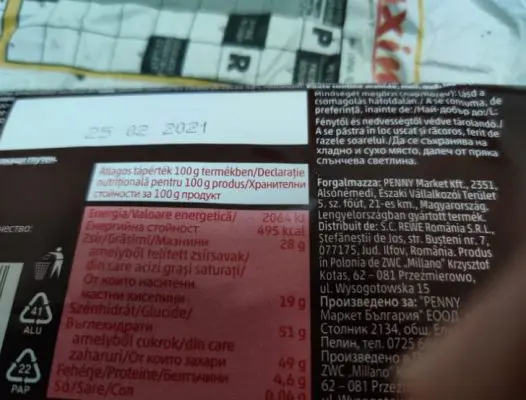 P
R
25 02 2021
Átlagos tápérték 100 g termékben/Declarație
nutrițională pentru 100 g produs/Хранителни
стойности за 100 g продукт
Energia/Valoare energetică/
Енергийна стойност
2064 kJ
495 kcal
Zsír/Grăsimi/Мазнини
28 g
amelyből telített zsírsavak/
din care acizi grași saturați/
От които наситени
мастни киселини
19 g
Szénhidrát/Glucide/
Въглехидрати
51 g
amelyből cukrok/din care
zaharuri/От които захари
49 g
Fehérje/Proteine/Белтъчини
4,6 g
Só/Sare/Сол
0,06 g
41
ALU
22
PAP
csomagolás hátoldalán./A se consuma, de
preferință, înainte de:/Най-добър до:/L:
Fénytől és nedvességtől védve tárolandó./
A se păstra în loc uscat și răcoros, ferit de
razele soarelui./Да се съхранява на
хладно и сухо място, далеч от пряка
слънчева светлина.
Forgalmazza: PENNY Market Kft., 2351,
Alsónémedi, Északi Vállalkozói Terület
5. sz. főút, 21-es km., Magyarország.
Lengyelországban gyártott termék.
Distribuit de: S.C. REWE România S.R.L.,
Ștefăneștii de Jos, str. Bușteni nr. 7,
077175, Jud. Ilfov, România. Produs
în Polonia de ZWC „Millano” Krzysztof
Kotas, 62 – 081 Przeźmierowo,
ul. Wysogotowska 15
Произведено за: "PENNY
Маркет България" ЕООД,
Столник 2134, общ.
Пелин, тел. 0725 6
Произведено
ZWC „Millano”
62 – 081
ul. Wysogot